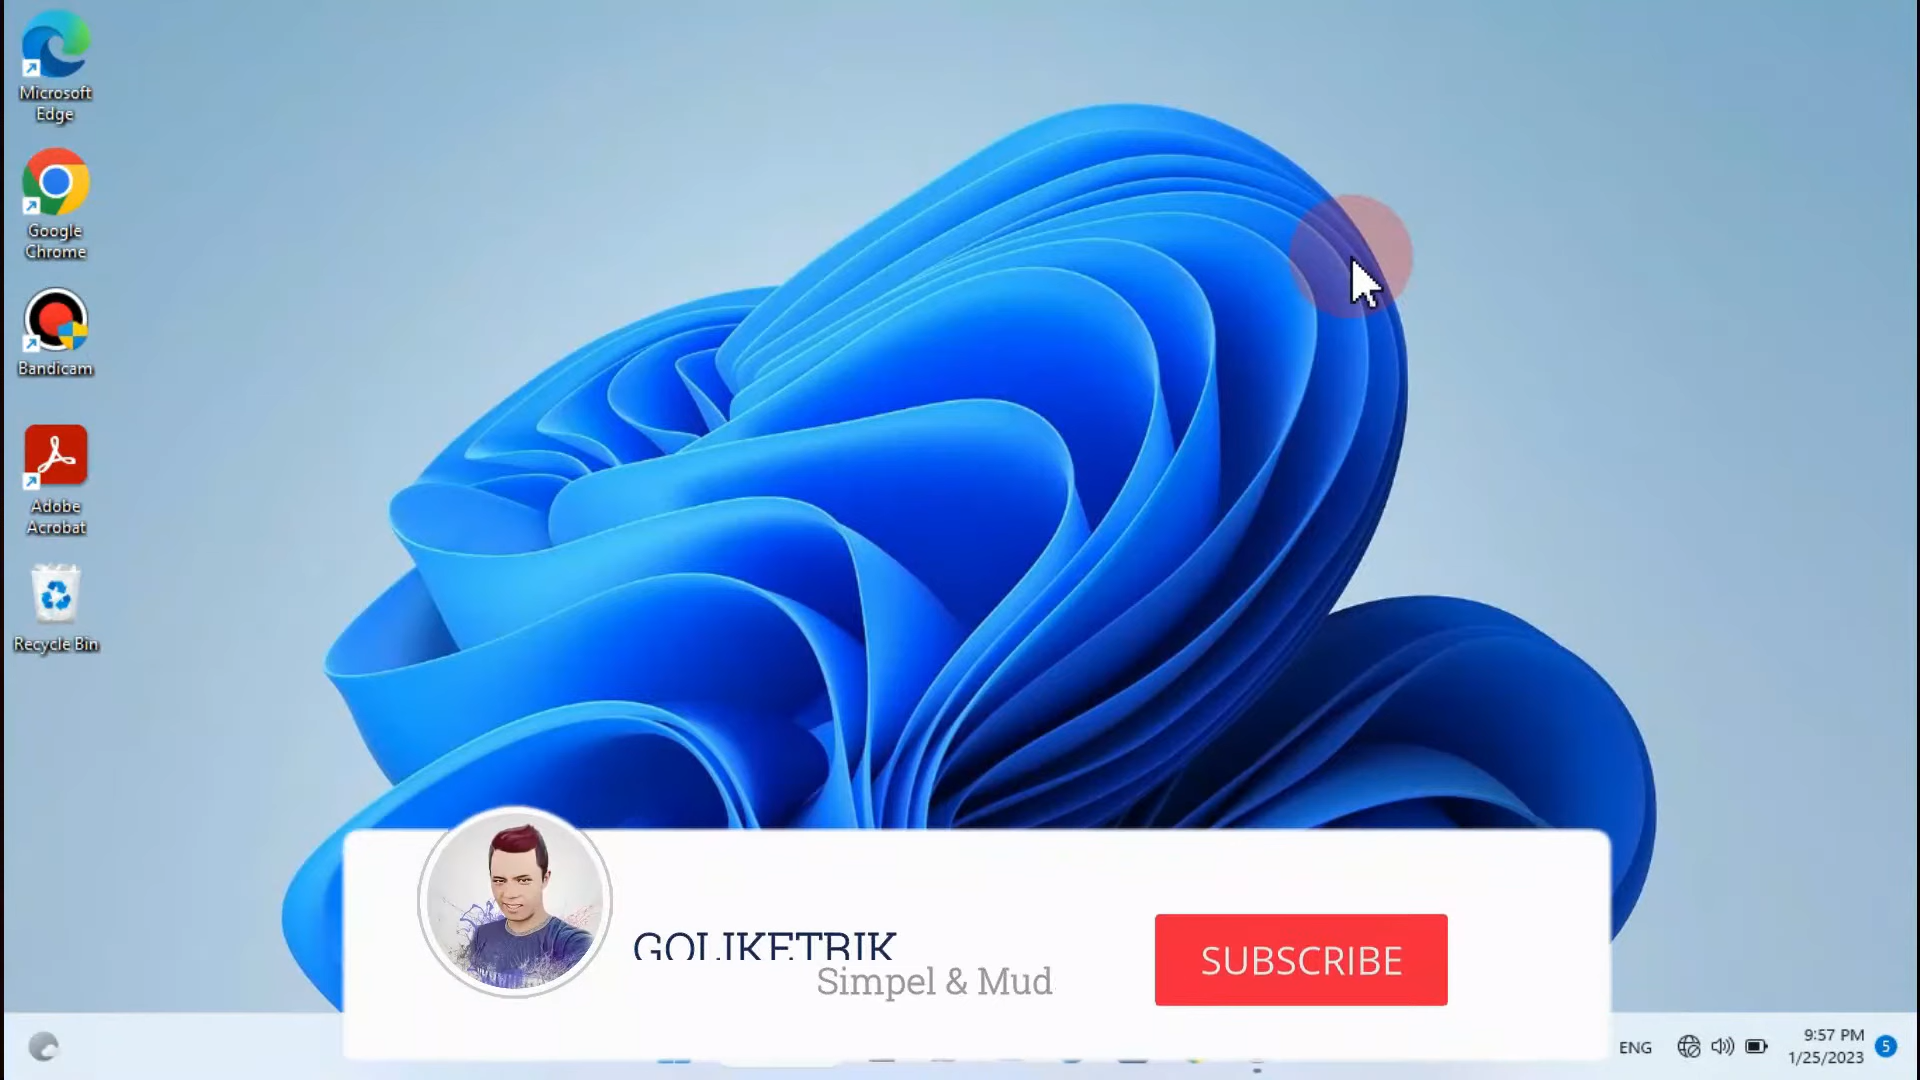 Microsoft
Edge
Google
Chrome
Bandicam
Adobe
Acrobat
Recycle Bin
GOLIKETRIK
Simpel & Mud
SUBSCRIBE
ENG
9:57 PM
1/25/2023
5